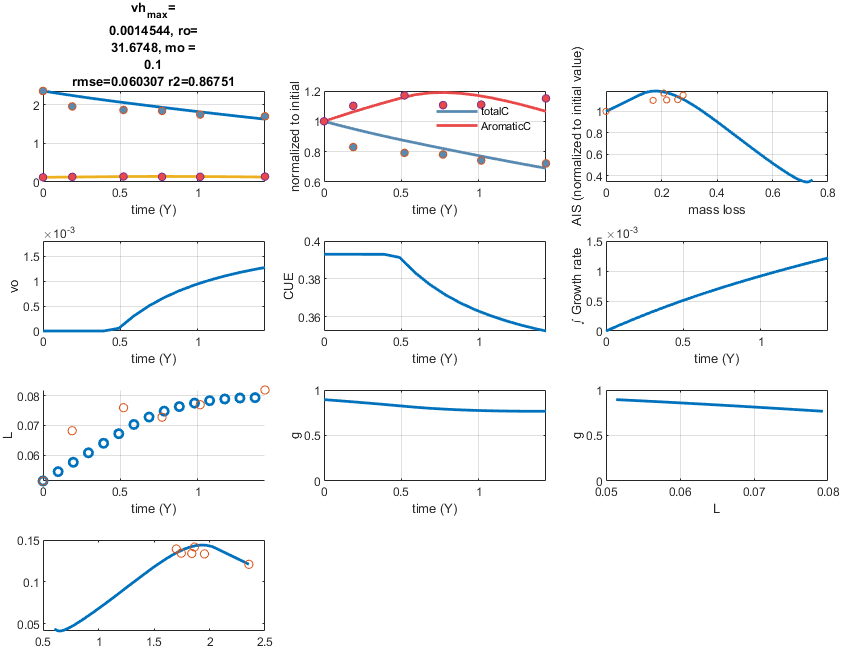 vhmax=
0.0014544, ro=
31.6748, mo =
0.1
rmse=0.060307 r2=0.86751
2
1
0
0 0.5 1
time (Y)
normalized to initial
1.2
1
0.8
0.6
0 0.5 1
time (Y)
totalC
AromaticC
AIS (normalized to initial value)
1
0.8
0.6
0.4
0 0.2 0.4 0.6 0.8
mass loss
×10-3
vo
1.5
1
0.5
0
0 0.5 1
time (Y)
CUE
0.4
0.38
0.36
0 0.5 1
time (Y)
×10-3
∫ Growth rate
1.5
1
0.5
0
0 0.5 1
time (Y)
L
0.08
0.07
0.06
0 0.5 1
time (Y)
g
1
0.5
0
0 0.5 1
time (Y)
g
1
0.5
0
0.05 0.06 0.07 0.08
L
0.15
0.1
0.05
0.5 1 1.5 2 2.5